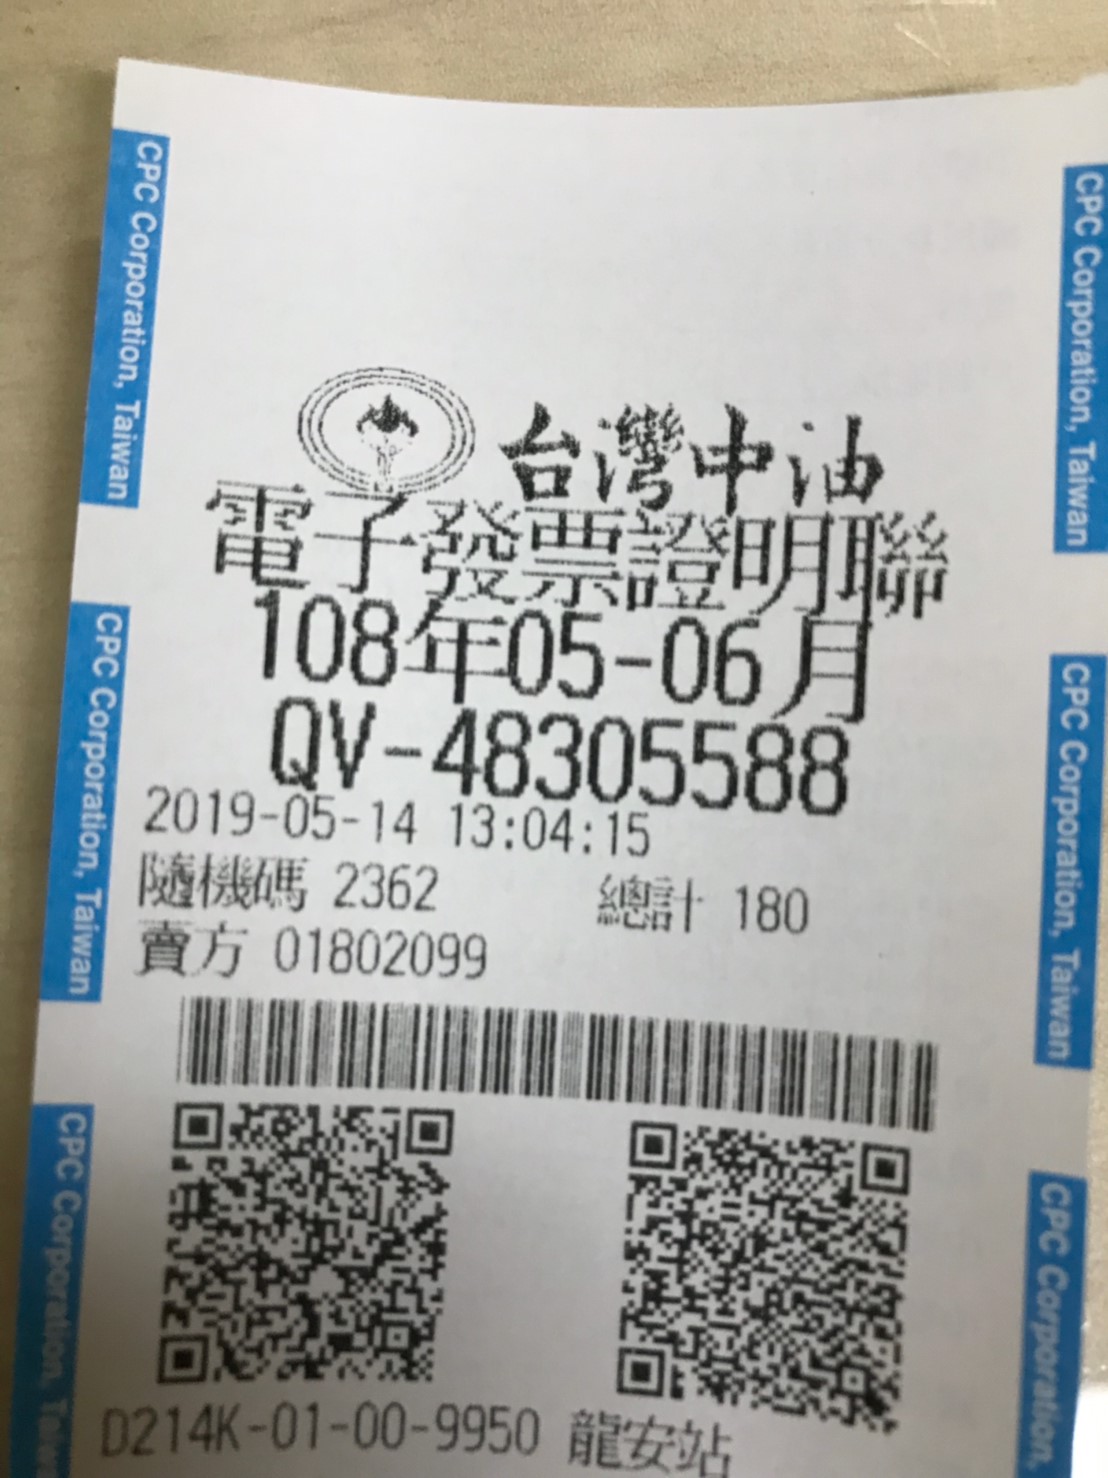 台灣中油
電子發票證明聯
108年05-06月
QV-48305588
2019-05-14 13:04:15
隨機碼 2362 總計 180
賣方 01802099
D214K-01-00-9950 龍安站
CPC Corporation, Taiwan
CPC Corporation, Taiwan
CPC Corporation, Taiwan
CPC Corporation, Taiwan
CPC Corporation, Taiw
CPC Corporation,